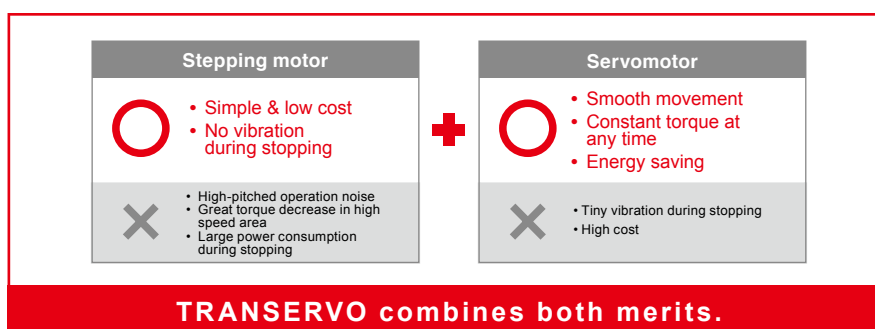 Stepping motor
• Simple & low cost
• No vibration
during stopping
• High-pitched operation noise
• Great torque decrease in high
speed area
• Large power consumption
during stopping
Servomotor
• Smooth movement
• Constant torque at
any time
• Energy saving
• Tiny vibration during stopping
• High cost
TRANSERVO combines both merits.